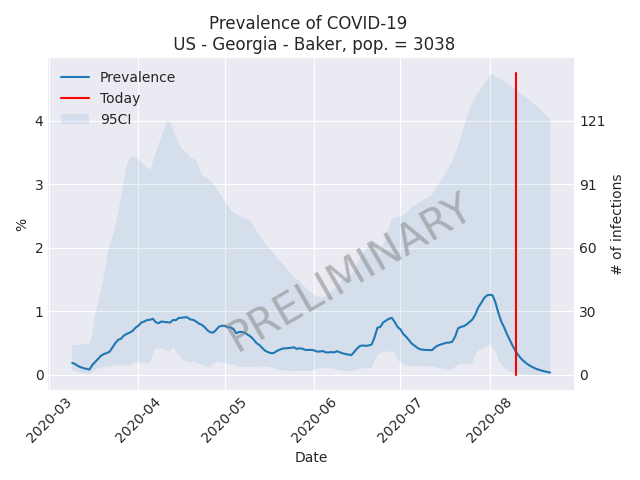 Prevalence of COVID-19
US - Georgia - Baker, pop. = 3038
Prevalence
Today
95CI
%
4
3
2
1
0
121
91
60
30
0
# of infections
PRELIMINARY
2020-03
2020-04
2020-05
2020-06
2020-07
2020-08
Date